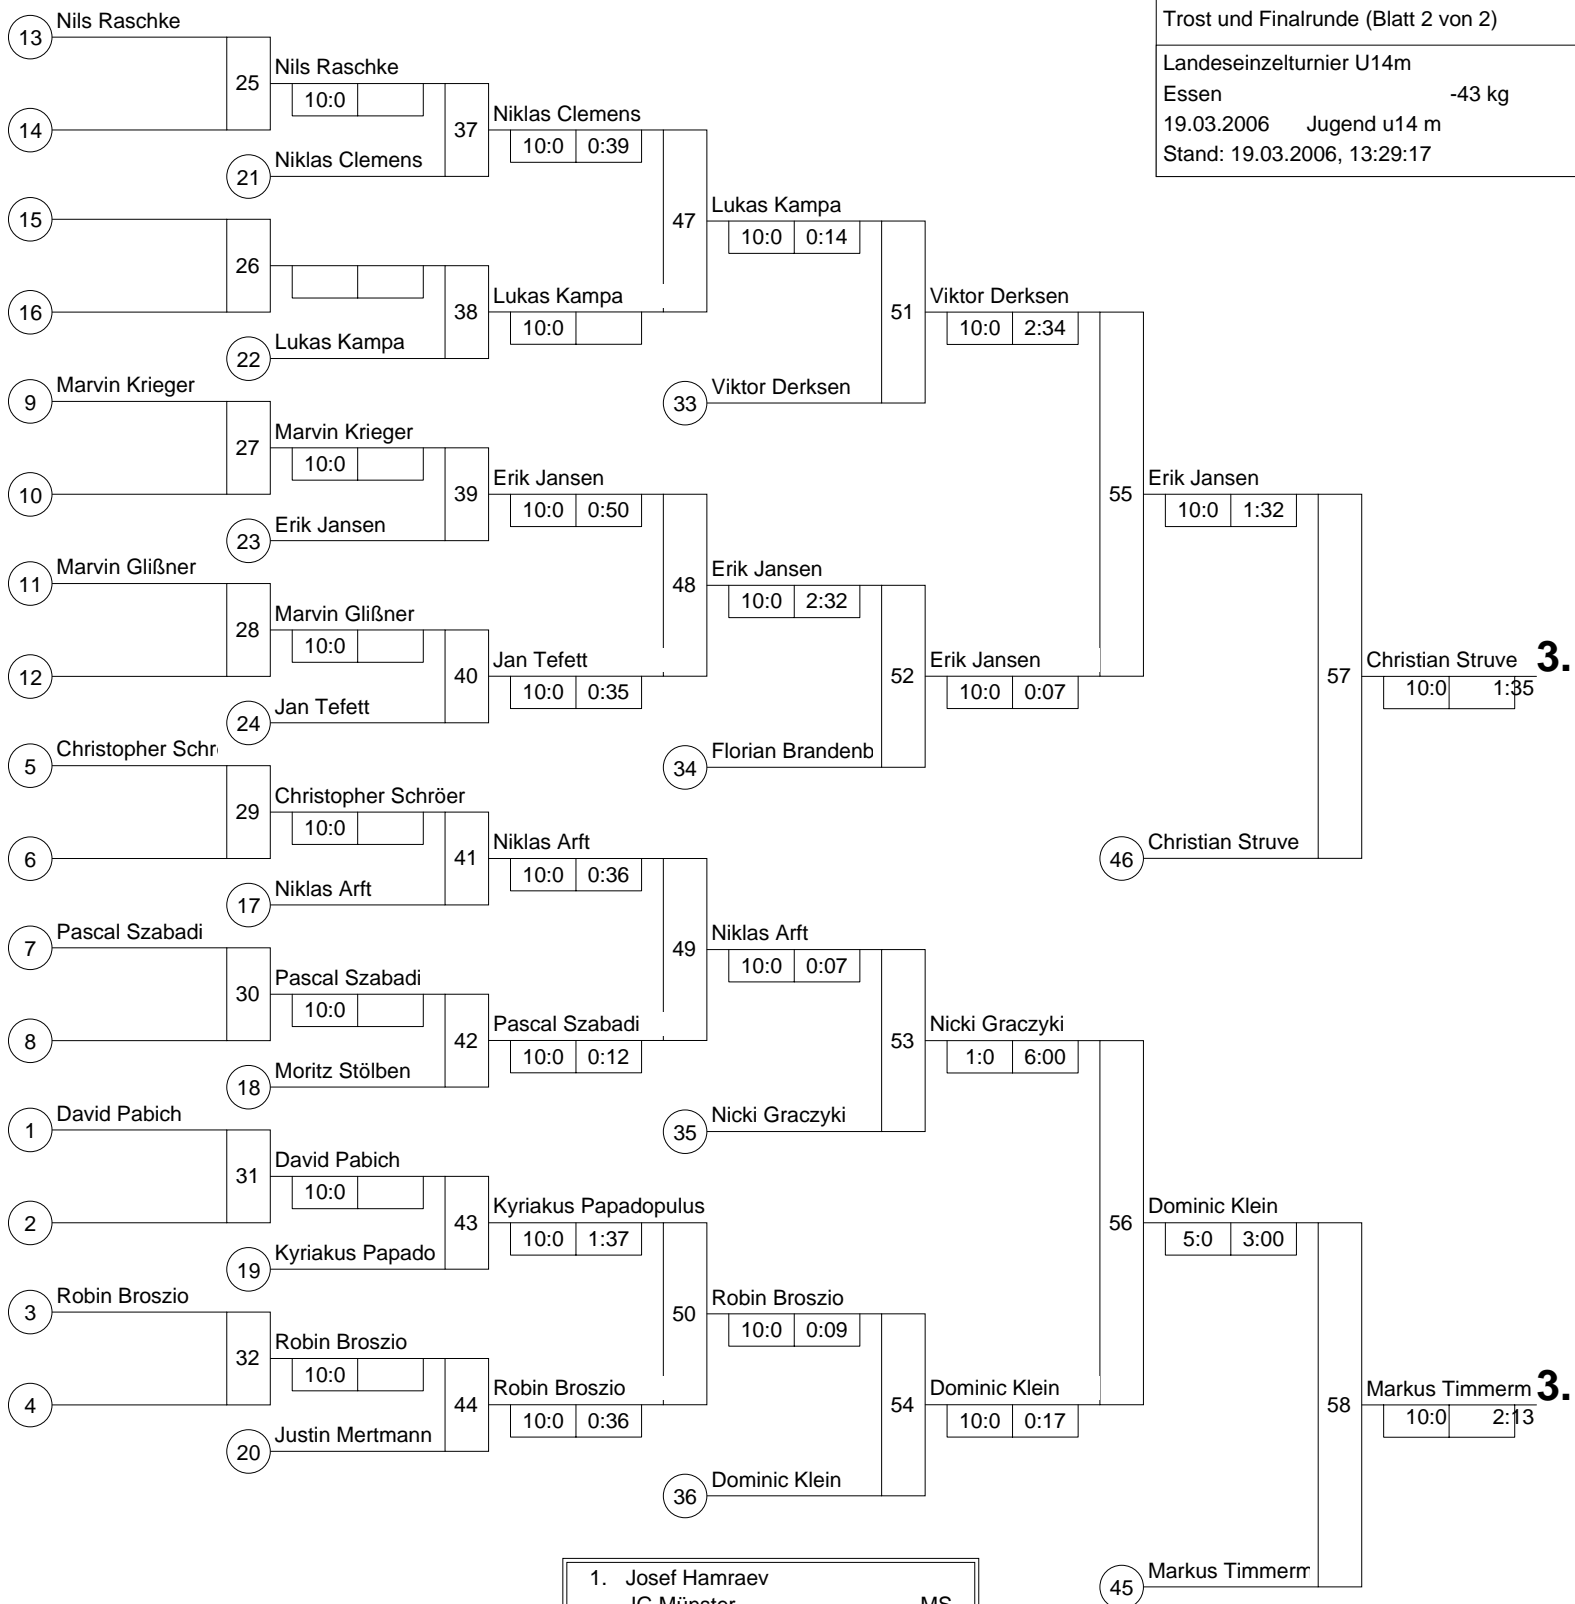 Trost und Finalrunde (Blatt 2 von 2)
Landeseinzelturnier U14m
Essen -43 kg
19.03.2006 Jugend u14 m
Stand: 19.03.2006, 13:29:17
13 Nils Raschke
25 Nils Raschke
10:0
14
37 Niklas Clemens
10:0 0:39
21 Niklas Clemens
15
47 Lukas Kampa
10:0 0:14
26
16
38 Lukas Kampa
10:0
22 Lukas Kampa
51 Viktor Derksen
10:0 2:34
33 Viktor Derksen
9 Marvin Krieger
27 Marvin Krieger
10:0
10
39 Erik Jansen
10:0 0:50
23 Erik Jansen
55 Erik Jansen
10:0 1:32
11 Marvin Glißner
48 Erik Jansen
10:0 2:32
28 Marvin Glißner
10:0
12
40 Jan Tefett
10:0 0:35
24 Jan Tefett
52 Erik Jansen
10:0 0:07
34 Florian Brandenb
57 Christian Struve 3.
10:0 1:35
46 Christian Struve
5 Christopher Schr
29 Christopher Schröer
10:0
6
41 Niklas Arft
10:0 0:36
17 Niklas Arft
7 Pascal Szabadi
49 Niklas Arft
10:0 0:07
30 Pascal Szabadi
10:0
8
42 Pascal Szabadi
10:0 0:12
18 Moritz Stölben
53 Nicki Graczyki
1:0 6:00
35 Nicki Graczyki
1 David Pabich
31 David Pabich
10:0
2
43 Kyriakus Papadopulus
10:0 1:37
19 Kyriakus Papado
56 Dominic Klein
5:0 3:00
3 Robin Broszio
50 Robin Broszio
10:0 0:09
32 Robin Broszio
10:0
4
44 Robin Broszio
10:0 0:36
20 Justin Mertmann
54 Dominic Klein
10:0 0:17
36 Dominic Klein
58 Markus Timmerm 3.
10:0 2:13
45 Markus Timmerm
1. Josef Hamraev
JC Münster MS